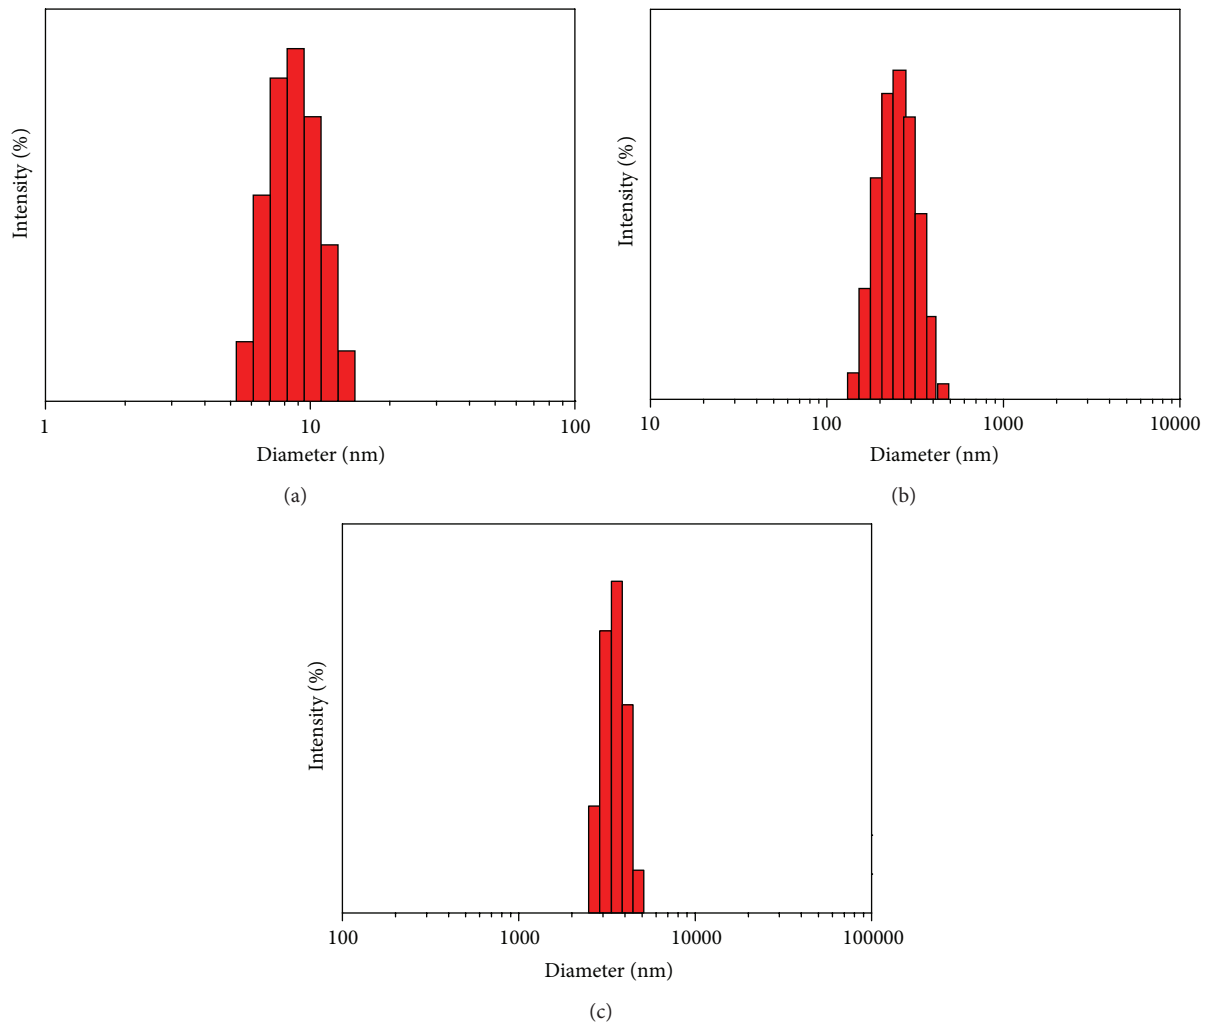 Intensity (%)
1 10 100
Diameter (nm)
(a)
Intensity (%)
10 100 1000 10000
Diameter (nm)
(b)
Intensity (%)
100 1000 10000 100000
Diameter (nm)
(c)